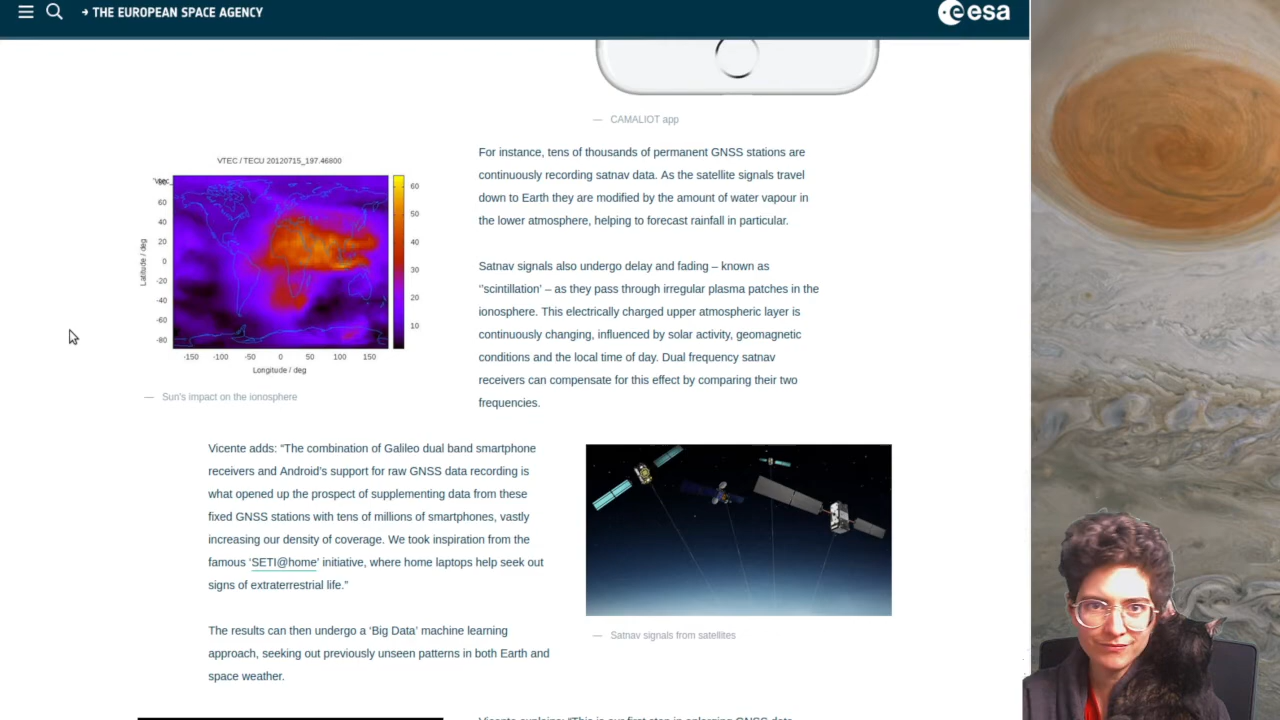 → THE EUROPEAN SPACE AGENCY
esa
— CAMALIOT app
VTEC / TECU 20120715_197.46800
60
40
20
0
-20
-40
-60
-80
Latitude / deg
-150 -100 -50 0 50 100 150
Longitude / deg
60
50
40
30
20
10
— Sun's impact on the ionosphere
For instance, tens of thousands of permanent GNSS stations are
continuously recording satnav data. As the satellite signals travel
down to Earth they are modified by the amount of water vapour in
the lower atmosphere, helping to forecast rainfall in particular.
Satnav signals also undergo delay and fading – known as
‘'scintillation’ – as they pass through irregular plasma patches in the
ionosphere. This electrically charged upper atmospheric layer is
continuously changing, influenced by solar activity, geomagnetic
conditions and the local time of day. Dual frequency satnav
receivers can compensate for this effect by comparing their two
frequencies.
Vicente adds: “The combination of Galileo dual band smartphone
receivers and Android’s support for raw GNSS data recording is
what opened up the prospect of supplementing data from these
fixed GNSS stations with tens of millions of smartphones, vastly
increasing our density of coverage. We took inspiration from the
famous ‘SETI@home’ initiative, where home laptops help seek out
signs of extraterrestrial life.”
The results can then undergo a ‘Big Data’ machine learning
approach, seeking out previously unseen patterns in both Earth and
space weather.
— Satnav signals from satellites
Vicente explains: “This is our first step in enlarging GNSS data